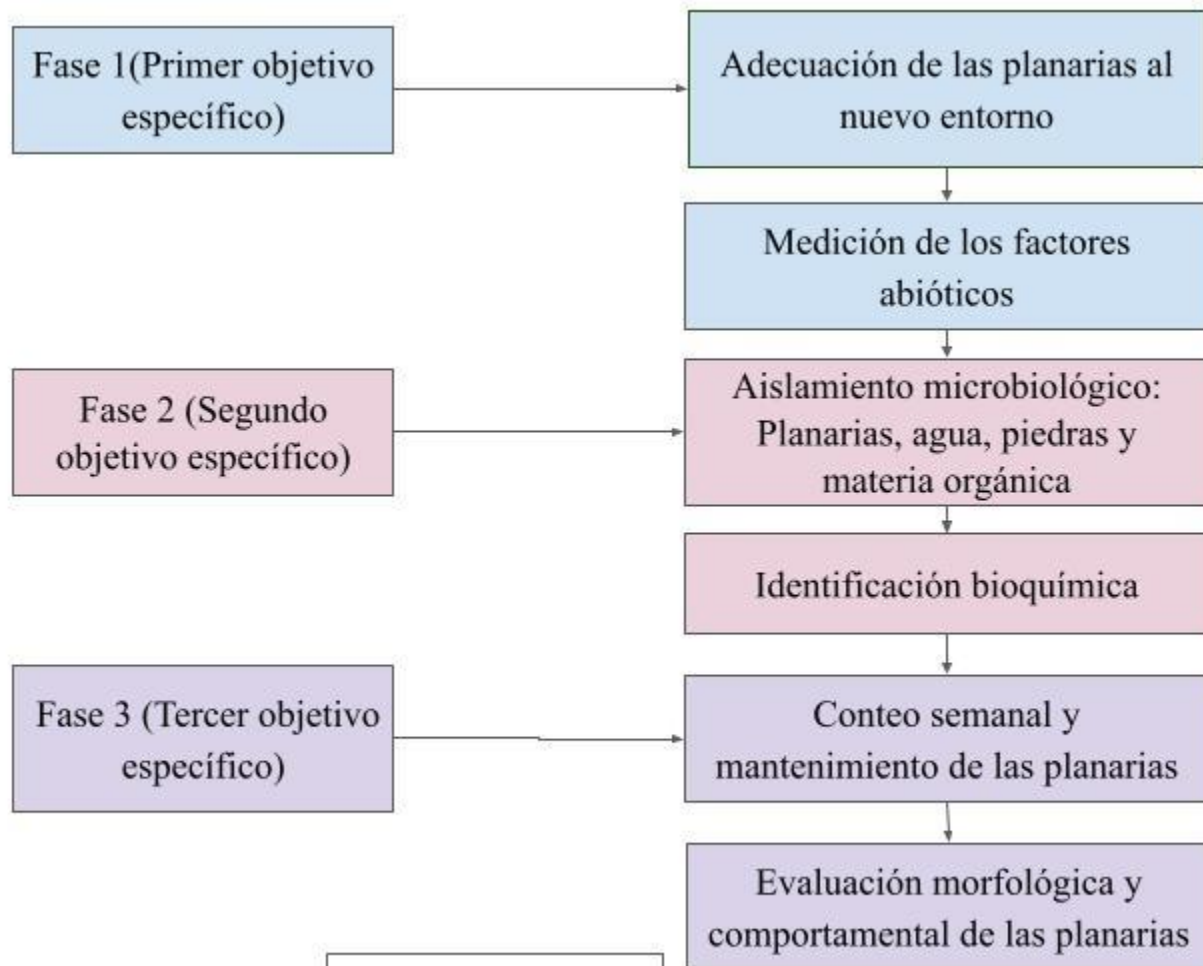 Fase 1(Primer objetivo
específico)
Adecuación de las planarias al
nuevo entorno
Medición de los factores
abióticos
Fase 2 (Segundo
objetivo específico)
Aislamiento microbiológico:
Planarias, agua, piedras y
materia orgánica
Identificación bioquímica
Fase 3 (Tercer objetivo
específico)
Conteo semanal y
mantenimiento de las planarias
Evaluación morfológica y
comportamental de las planarias